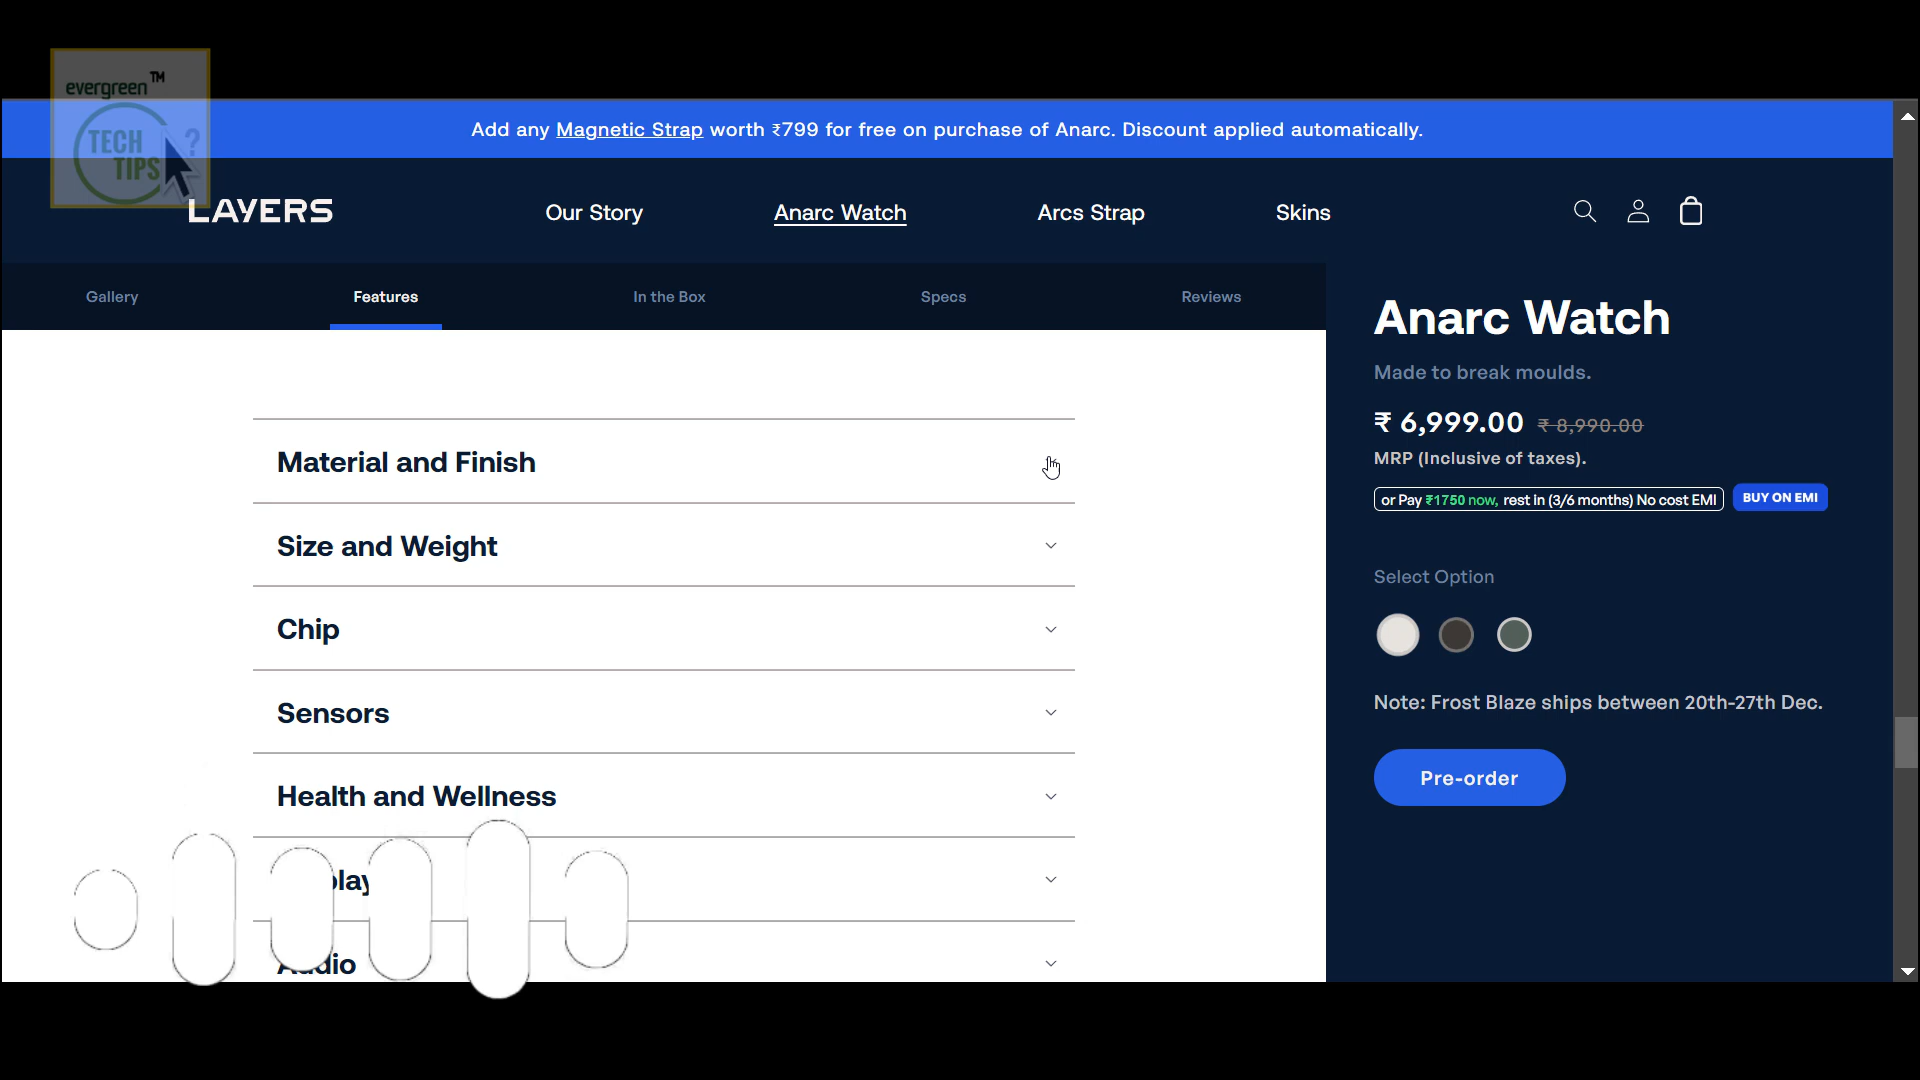 evergreen™
TECH
TIPS
?
Add any Magnetic Strap worth ₹799 for free on purchase of Anarc. Discount applied automatically.
LAYERS
Our Story
Anarc Watch
Arcs Strap
Skins
Gallery
Features
In the Box
Specs
Reviews
Material and Finish
Size and Weight
Chip
Sensors
Health and Wellness
Anarc Watch
Made to break moulds.
₹ 6,999.00 ₹ 8,990.00
MRP (Inclusive of taxes).
or Pay ₹1750 now, rest in (3/6 months) No cost EMI
BUY ON EMI
Select Option
Note: Frost Blaze ships between 20th-27th Dec.
Pre-order